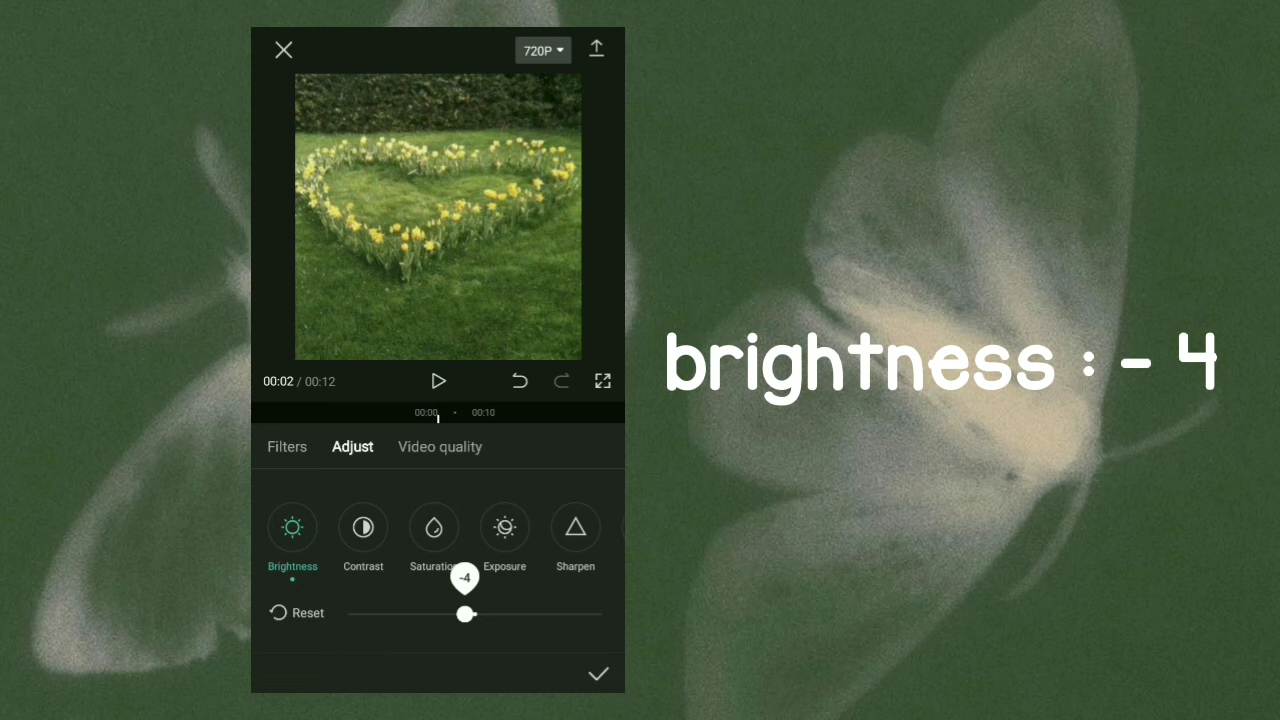 720P
00:02 / 00:12
00:00 • 00:10
Filters Adjust Video quality
Brightness Contrast Saturation Exposure Sharpen
-4
Reset
brightness : - 4